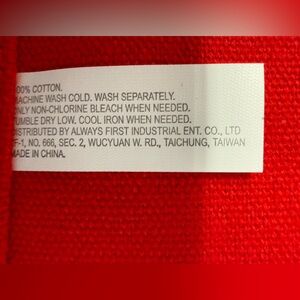 00% COTTON.
MACHINE WASH COLD. WASH SEPARATELY.
ONLY NON-CHLORINE BLEACH WHEN NEEDED.
TUMBLE DRY LOW. COOL IRON WHEN NEEDED.
DISTRIBUTED BY ALWAYS FIRST INDUSTRIAL ENT. CO., LTD
F-1, NO. 666, SEC. 2, WUCYUAN W. RD., TAICHUNG, TAIWAN
MADE IN CHINA.